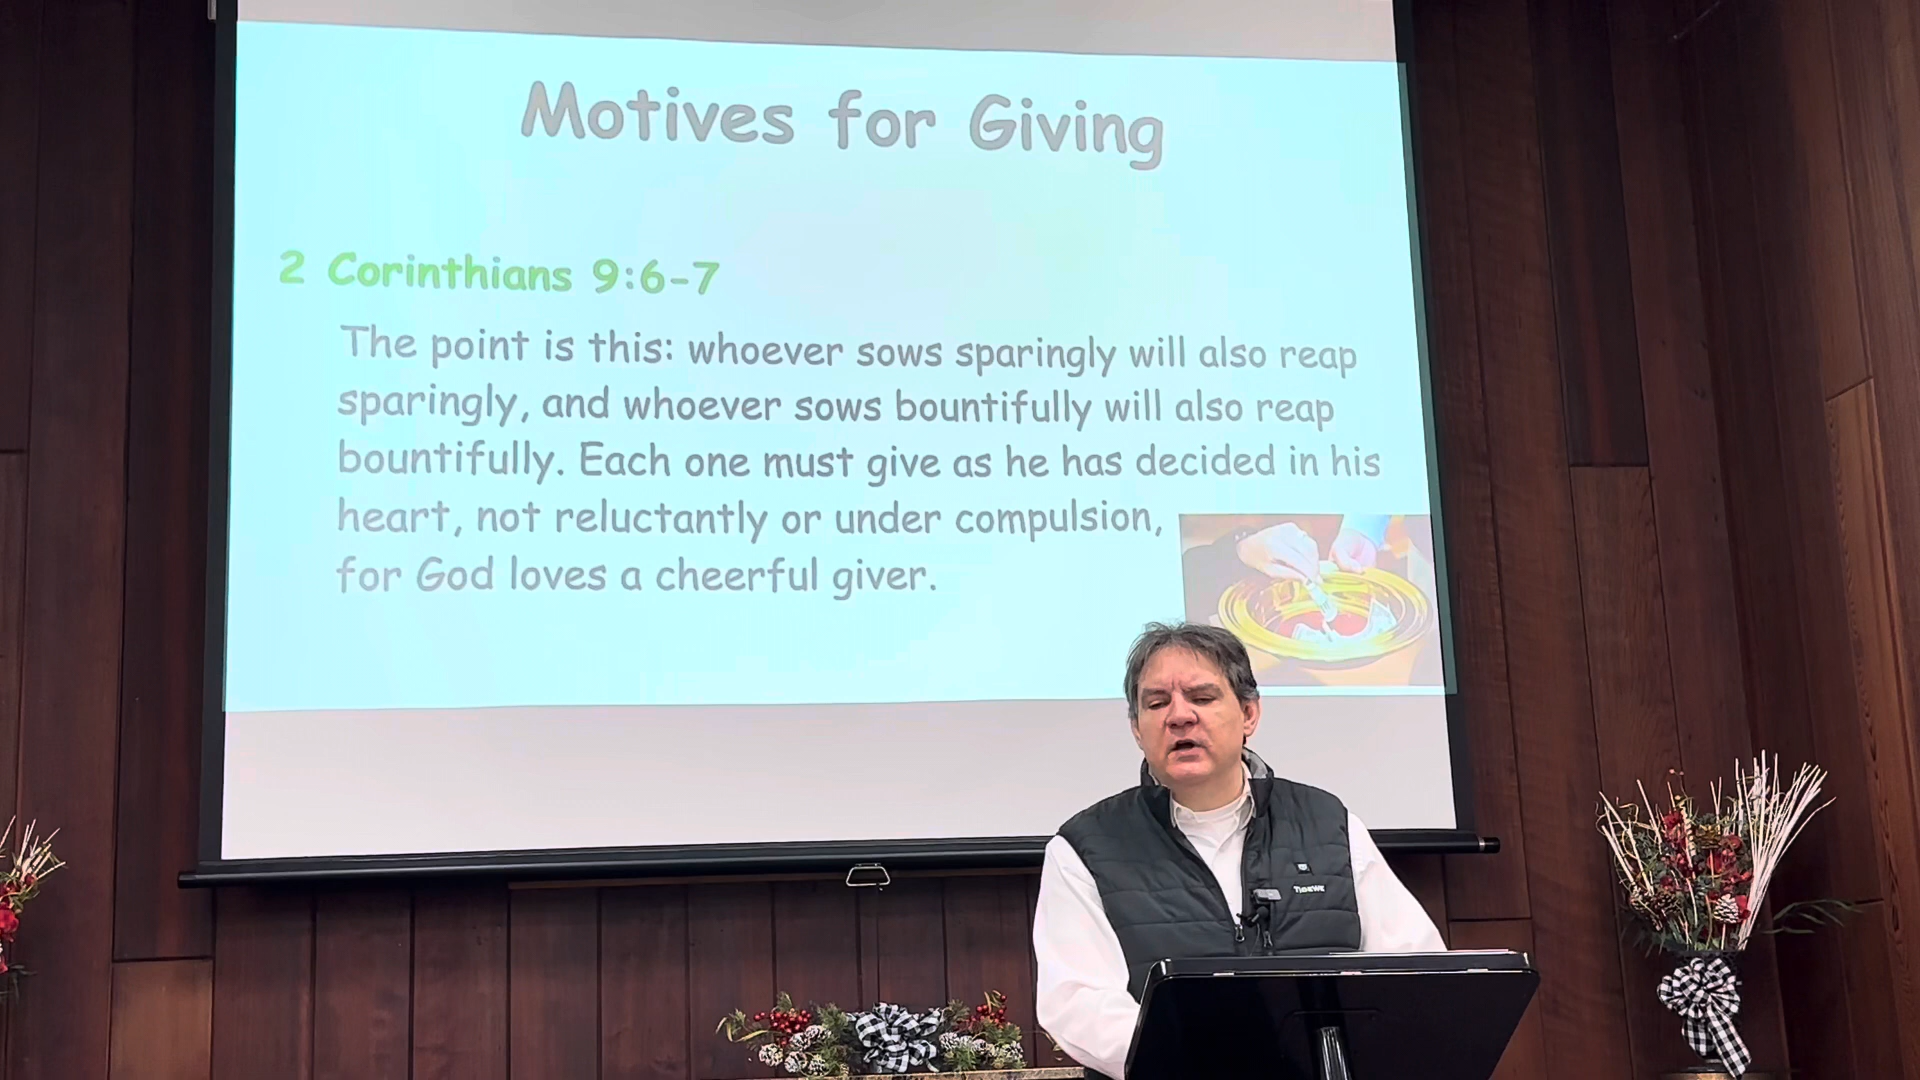 Motives for Giving
2 Corinthians 9:6-7
The point is this: whoever sows sparingly will also reap
sparingly, and whoever sows bountifully will also reap
bountifully. Each one must give as he has decided in his
heart, not reluctantly or under compulsion,
for God loves a cheerful giver.
TIDEWE